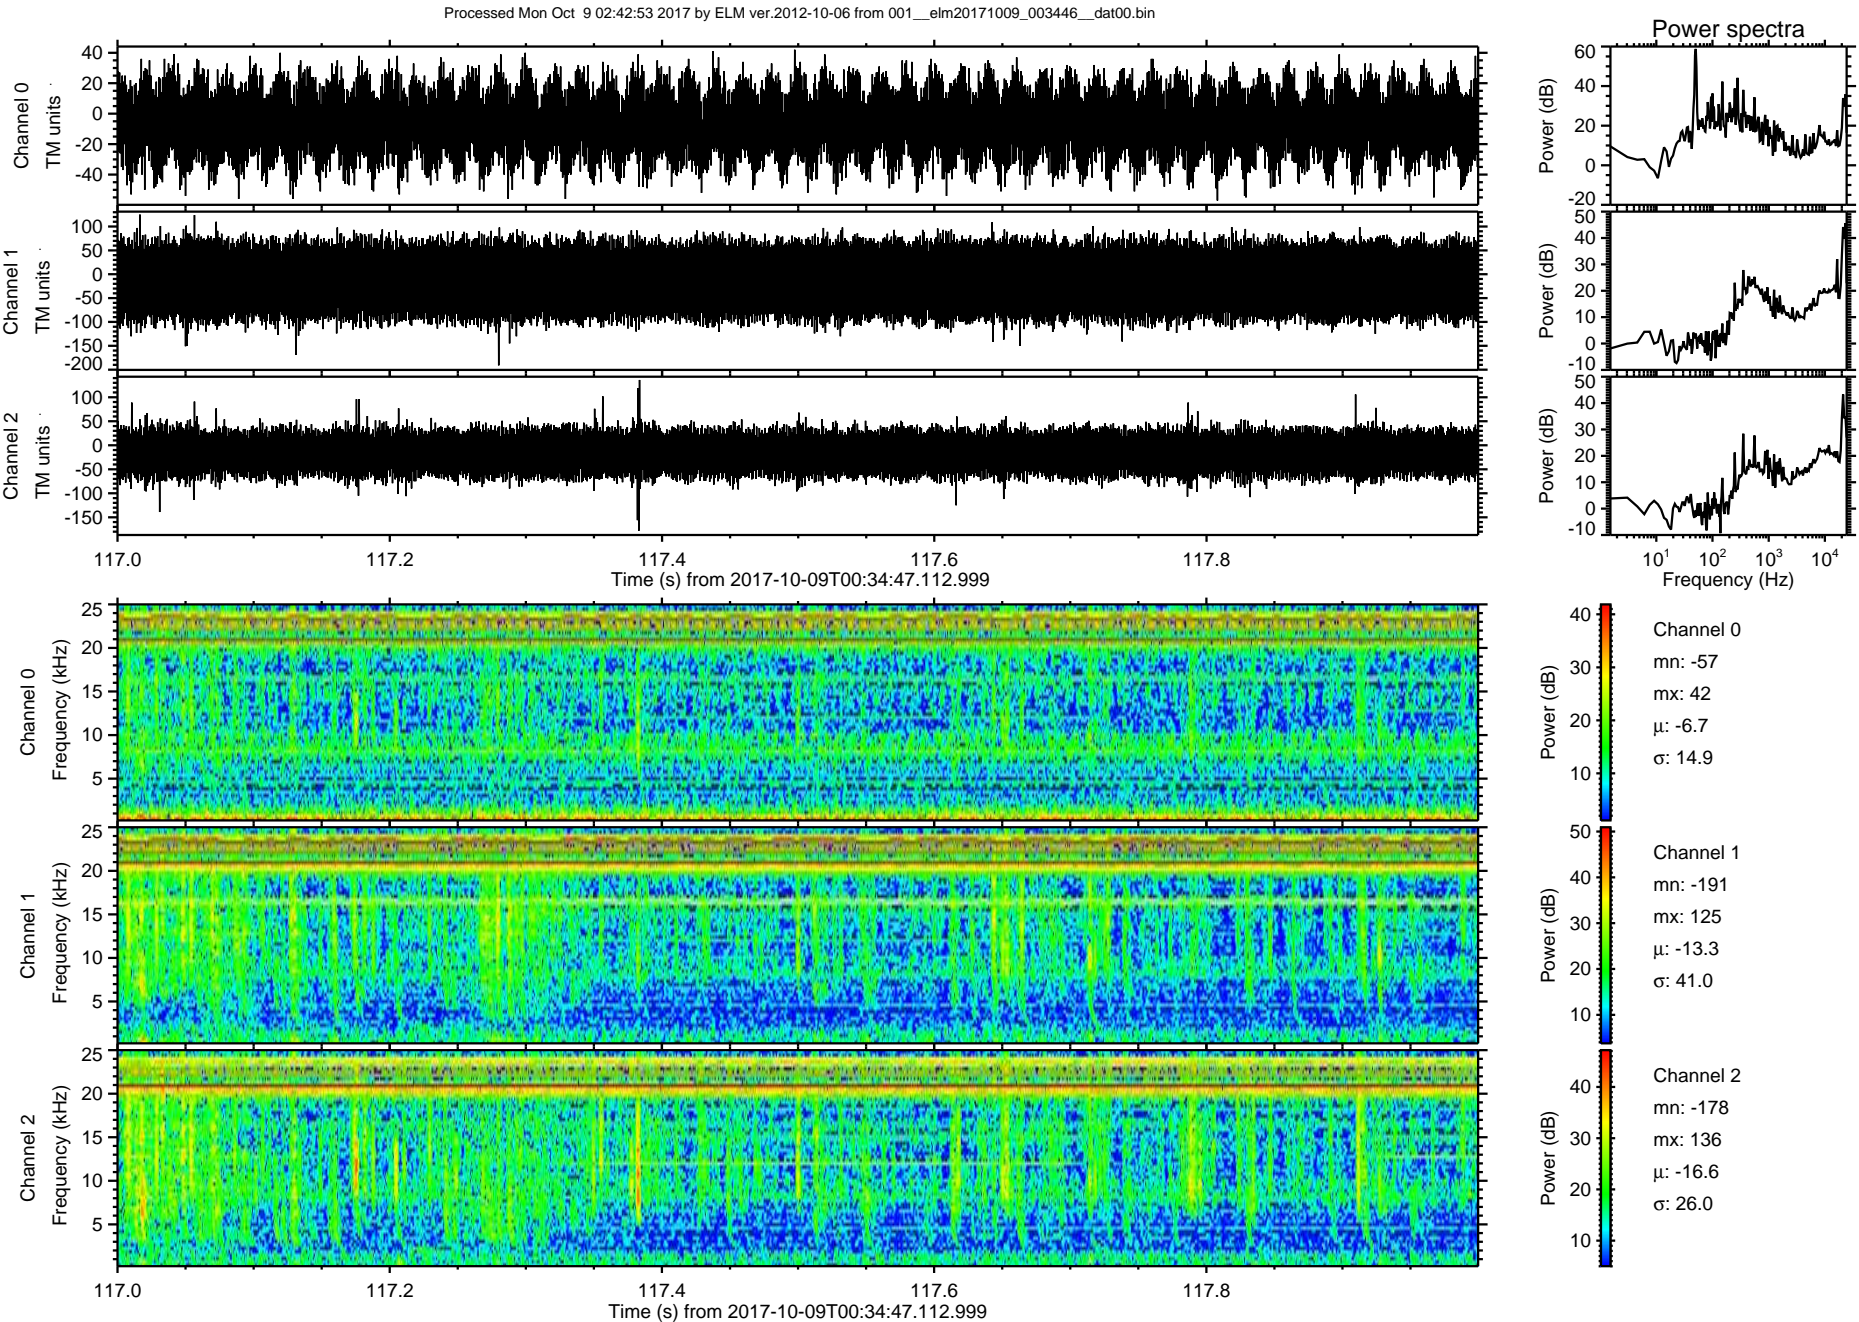 Processed Mon Oct  9 02:42:53 2017 by ELM ver.2012-10-06 from 001__elm20171009_003446__dat00.bin
Power spectra
Channel 0
TM units
40
20
0
-20
-40
Power (dB)
60
40
20
0
-20
Channel 1
TM units
100
50
0
-50
-100
-150
-200
Power (dB)
50
40
30
20
10
0
-10
Channel 2
TM units
100
50
0
-50
-100
-150
Power (dB)
50
40
30
20
10
0
-10
117.0 117.2 117.4 117.6 117.8
Time (s) from 2017-10-09T00:34:47.112.999
10¹ 10² 10³ 10⁴
Frequency (Hz)
Channel 0
Frequency (kHz)
25
20
15
10
5
Power (dB)
40
30
20
10
Channel 0
mn: -57
mx: 42
μ: -6.7
σ: 14.9
Channel 1
Frequency (kHz)
25
20
15
10
5
Power (dB)
50
40
30
20
10
Channel 1
mn: -191
mx: 125
μ: -13.3
σ: 41.0
Channel 2
Frequency (kHz)
25
20
15
10
5
Power (dB)
40
30
20
10
Channel 2
mn: -178
mx: 136
μ: -16.6
σ: 26.0
117.0 117.2 117.4 117.6 117.8
Time (s) from 2017-10-09T00:34:47.112.999